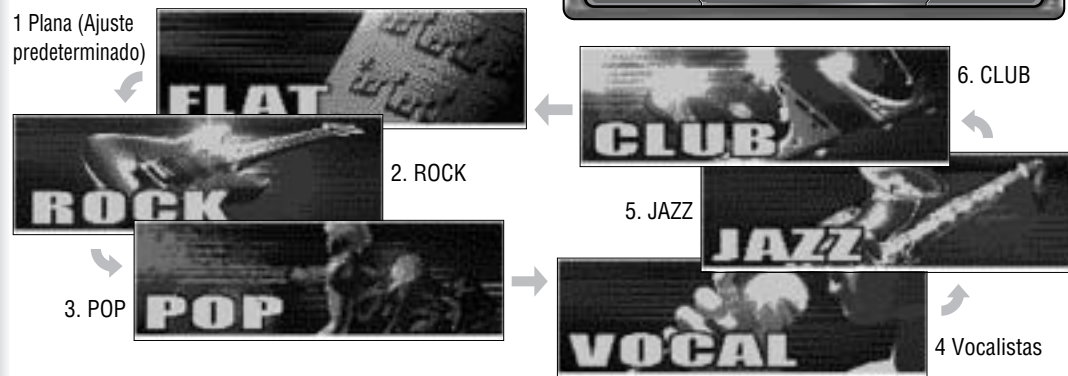 1 Plana (Ajuste
predeterminado)
FLAT
ROCK
2. ROCK
3. POP
POP
VOCAL
4 Vocalistas
5. JAZZ
JAZZ
CLUB
6. CLUB